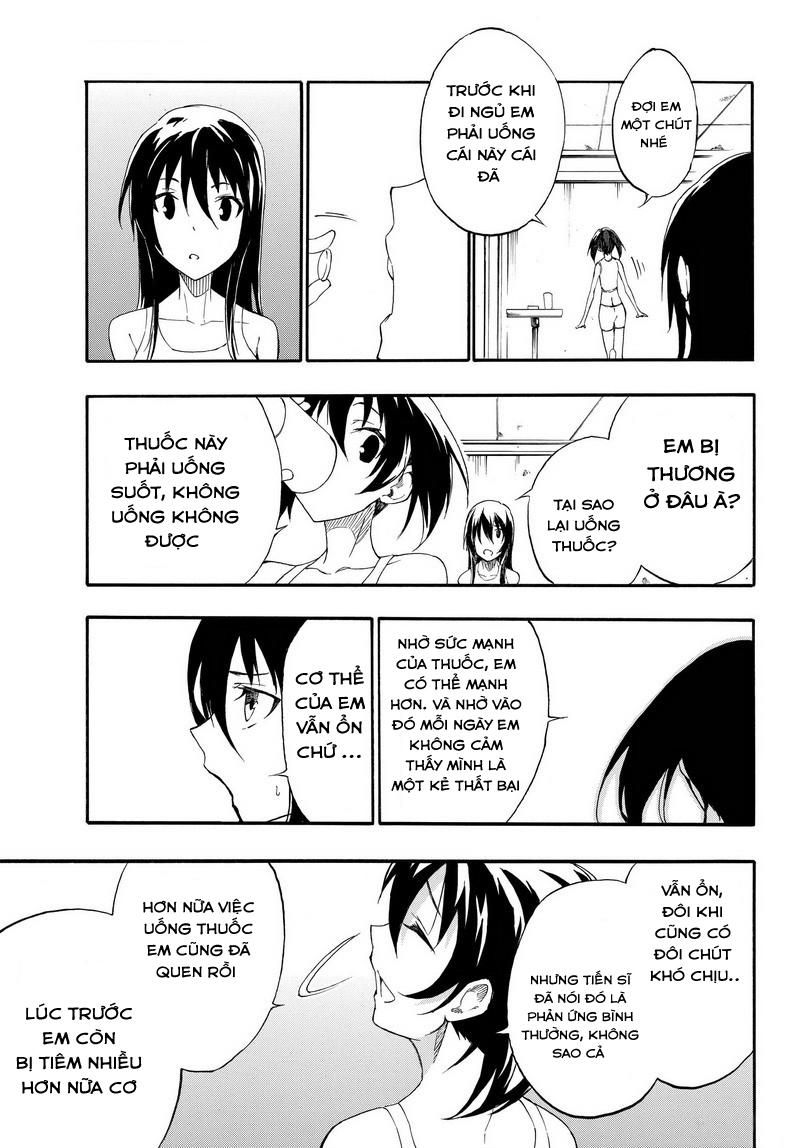 ĐỢI EM
MỘT CHÚT
NHÉ
TRƯỚC KHI
ĐI NGỦ EM
PHẢI UỐNG
CÁI NÀY CÁI
ĐÃ
EM BỊ
THƯƠNG
Ở ĐÂU À?
TẠI SAO
LẠI UỐNG
THUỐC?
THUỐC NÀY
PHẢI UỐNG
SUỐT, KHÔNG
UỐNG KHÔNG
ĐƯỢC
NHỜ SỨC MẠNH
CỦA THUỐC, EM
CÓ THỂ MẠNH
HƠN. VÀ NHỜ VÀO
ĐÓ MỖI NGÀY EM
KHÔNG CẢM
THẤY MÌNH LÀ
MỘT KẺ THẤT BẠI
CƠ THỂ
CỦA EM
VẪN ỔN
CHỨ ...
VẪN ỔN,
ĐÔI KHI
CŨNG CÓ
ĐÔI CHÚT
KHÓ CHỊU..
NHƯNG TIẾN SĨ
ĐÃ NÓI ĐÓ LÀ
PHẢN ỨNG BÌNH
THƯỜNG, KHÔNG
SAO CẢ
HƠN NỮA VIỆC
UỐNG THUỐC
EM CŨNG ĐÃ
QUEN RỒI
LÚC TRƯỚC
EM CÒN
BỊ TIÊM NHIỀU
HƠN NỮA CƠ